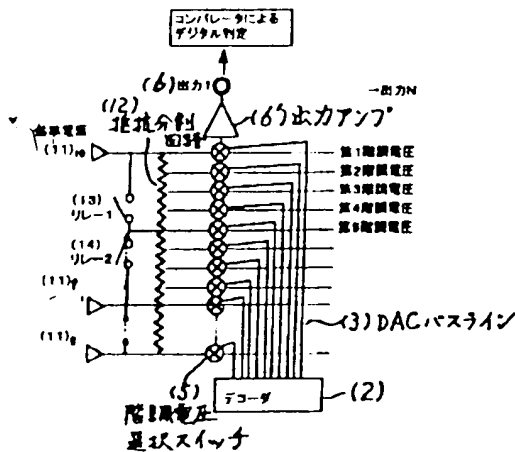 コンパレータによる
デジタル判定
(6)出力1
→出力N
(6')出力アンプ
(12)
抵抗分割
回路
基準電源
(11)10
第1階調電圧
第2階調電圧
第3階調電圧
第4階調電圧
第5階調電圧
(13)
リレー1
(14)
リレー2
(11)9
(11)8
(3)DACバスライン
(5)
階調電圧
選択スイッチ
デコーダ
(2)